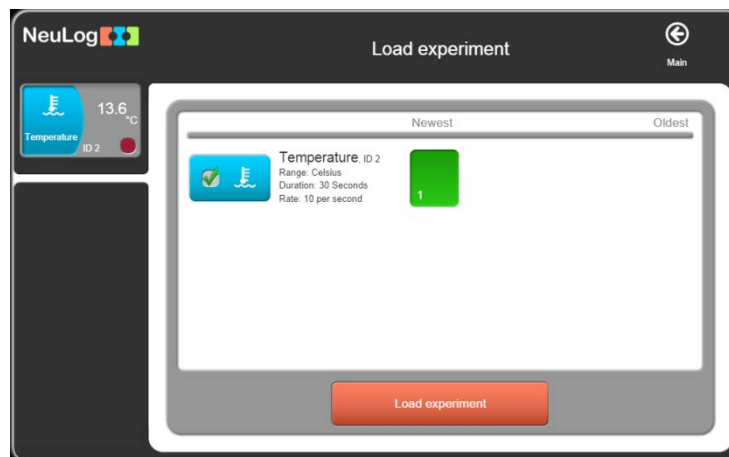 NeuLog
Load experiment
Main
13.6
°C
Temperature
ID 2
Newest
Oldest
Temperature, ID 2
Range: Celsius
Duration: 30 Seconds
Rate: 10 per second
1
Load experiment